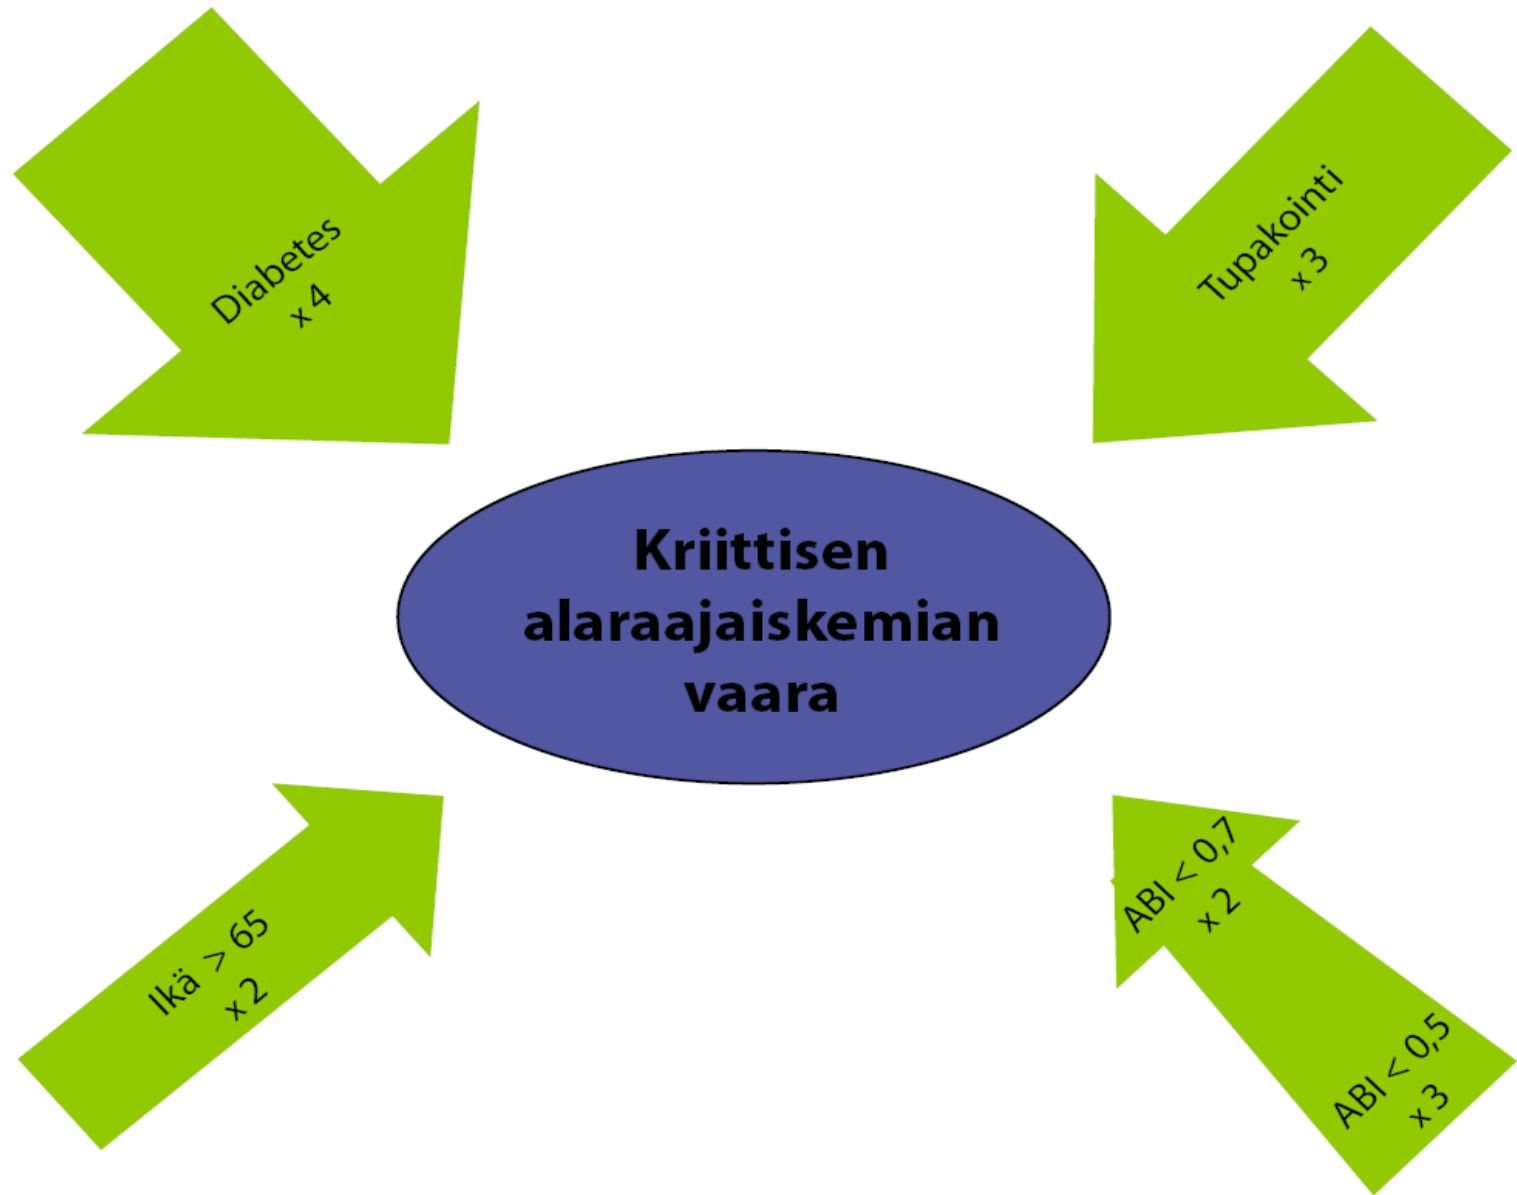 Diabetes
x 4
Tupakointi
x 3
Kriittisen
alaraajaiskemian
vaara
Ikä > 65
x 2
ABI < 0,7
x 2
ABI < 0,5
x 3